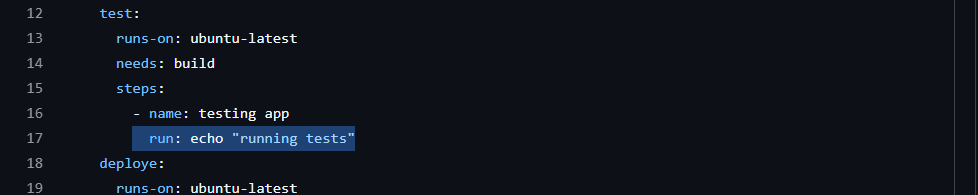 12 test:
13 runs-on: ubuntu-latest
14 needs: build
15 steps:
16 - name: testing app
17 run: echo "running tests"
18 deploye:
19 runs-on: ubuntu-latest